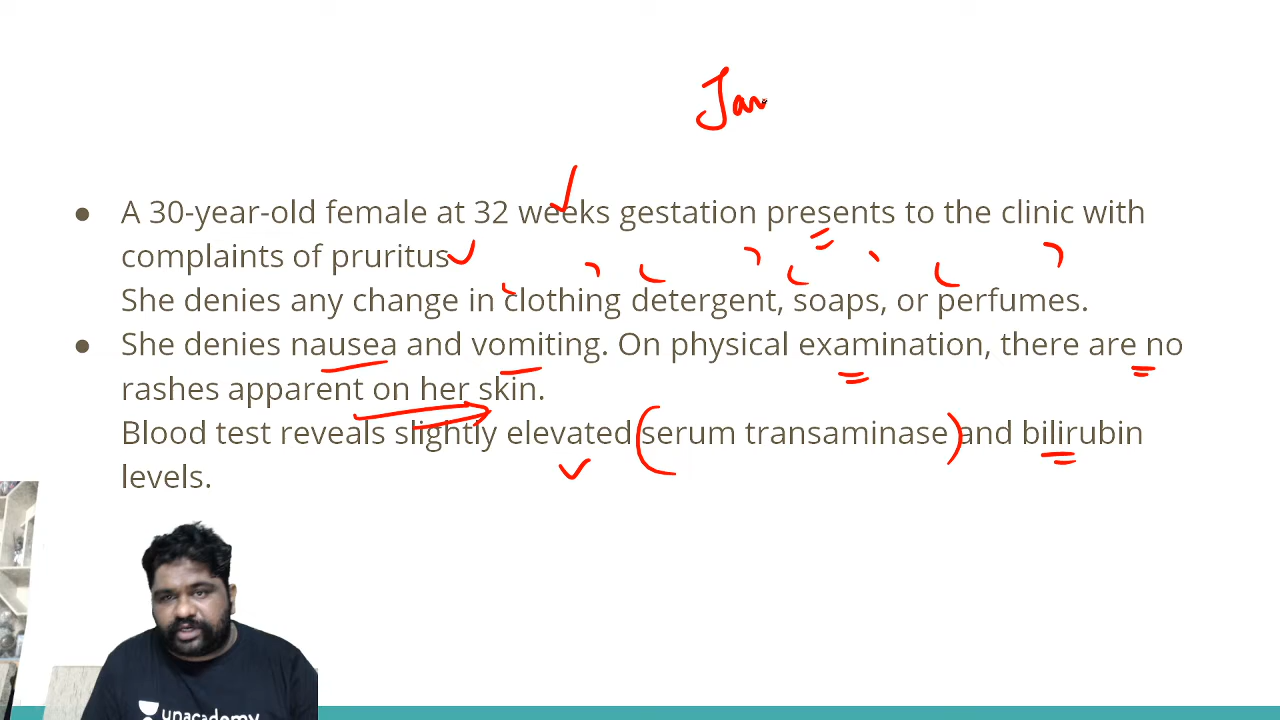 Jan
● A 30-year-old female at 32 weeks gestation presents to the clinic with
complaints of pruritus
She denies any change in clothing detergent, soaps, or perfumes.
● She denies nausea and vomiting. On physical examination, there are no
rashes apparent on her skin.
Blood test reveals slightly elevated serum transaminase and bilirubin
levels.
unacademy